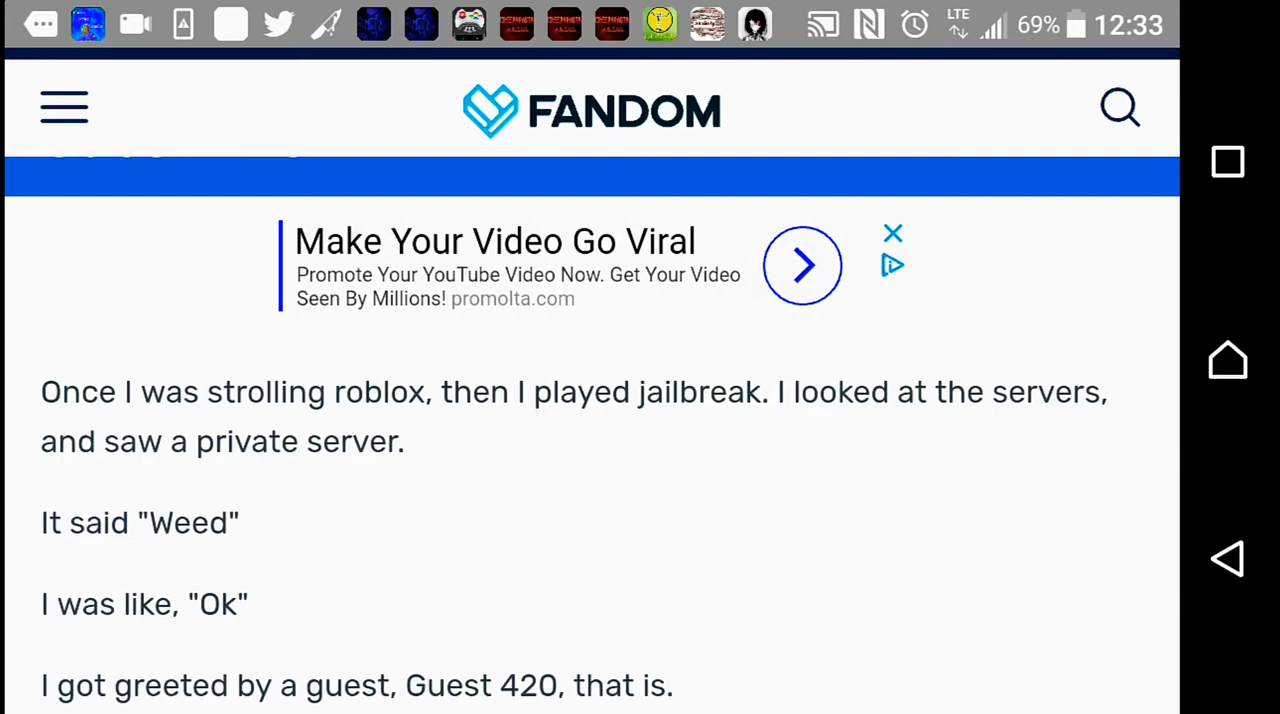 LTE
69%
12:33
FANDOM
Make Your Video Go Viral
Promote Your YouTube Video Now. Get Your Video
Seen By Millions! promolta.com
Once I was strolling roblox, then I played jailbreak. I looked at the servers,
and saw a private server.
It said "Weed"
I was like, "Ok"
I got greeted by a guest, Guest 420, that is.